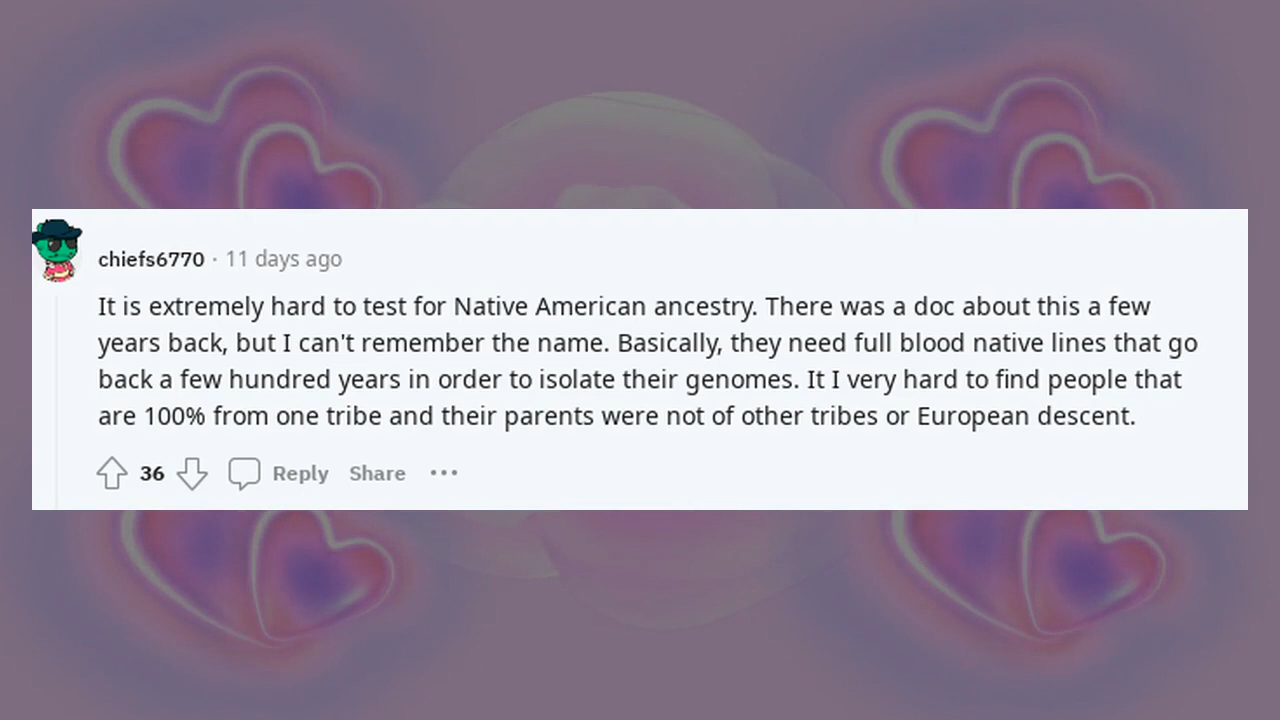 chiefs6770 · 11 days ago
It is extremely hard to test for Native American ancestry. There was a doc about this a few
years back, but I can't remember the name. Basically, they need full blood native lines that go
back a few hundred years in order to isolate their genomes. It I very hard to find people that
are 100% from one tribe and their parents were not of other tribes or European descent.
36 Reply Share ···